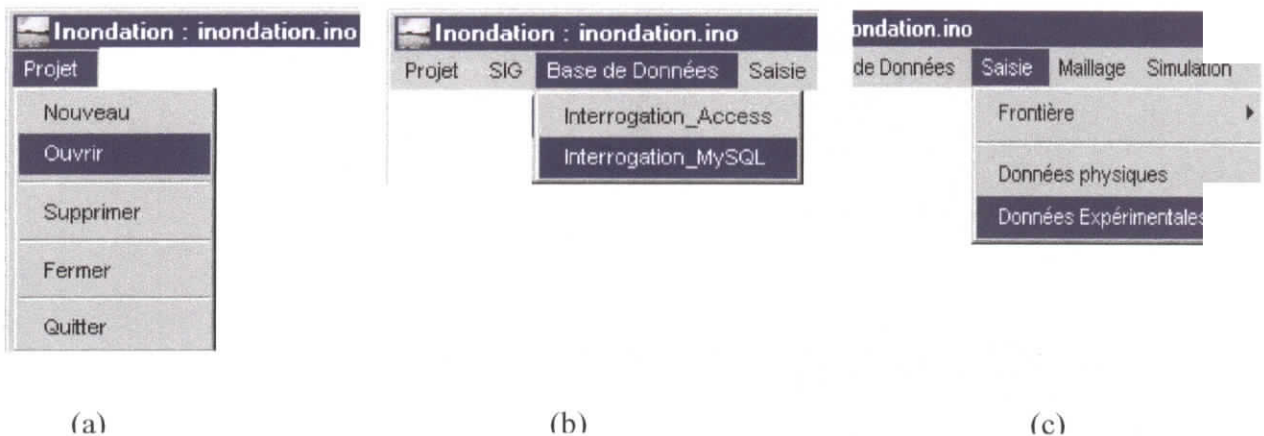 Inondation : inondation.ino
Projet
Nouveau
Ouvrir
Supprimer
Fermer
Quitter
(a)
Inondation : inondation.ino
Projet SIG Base de Données Saisie
Interrogation_Access
Interrogation_MySQL
(b)
ondation.ino
de Données Saisie Maillage Simulation
Frontière
Données physiques
Données Expérimentales
(c)